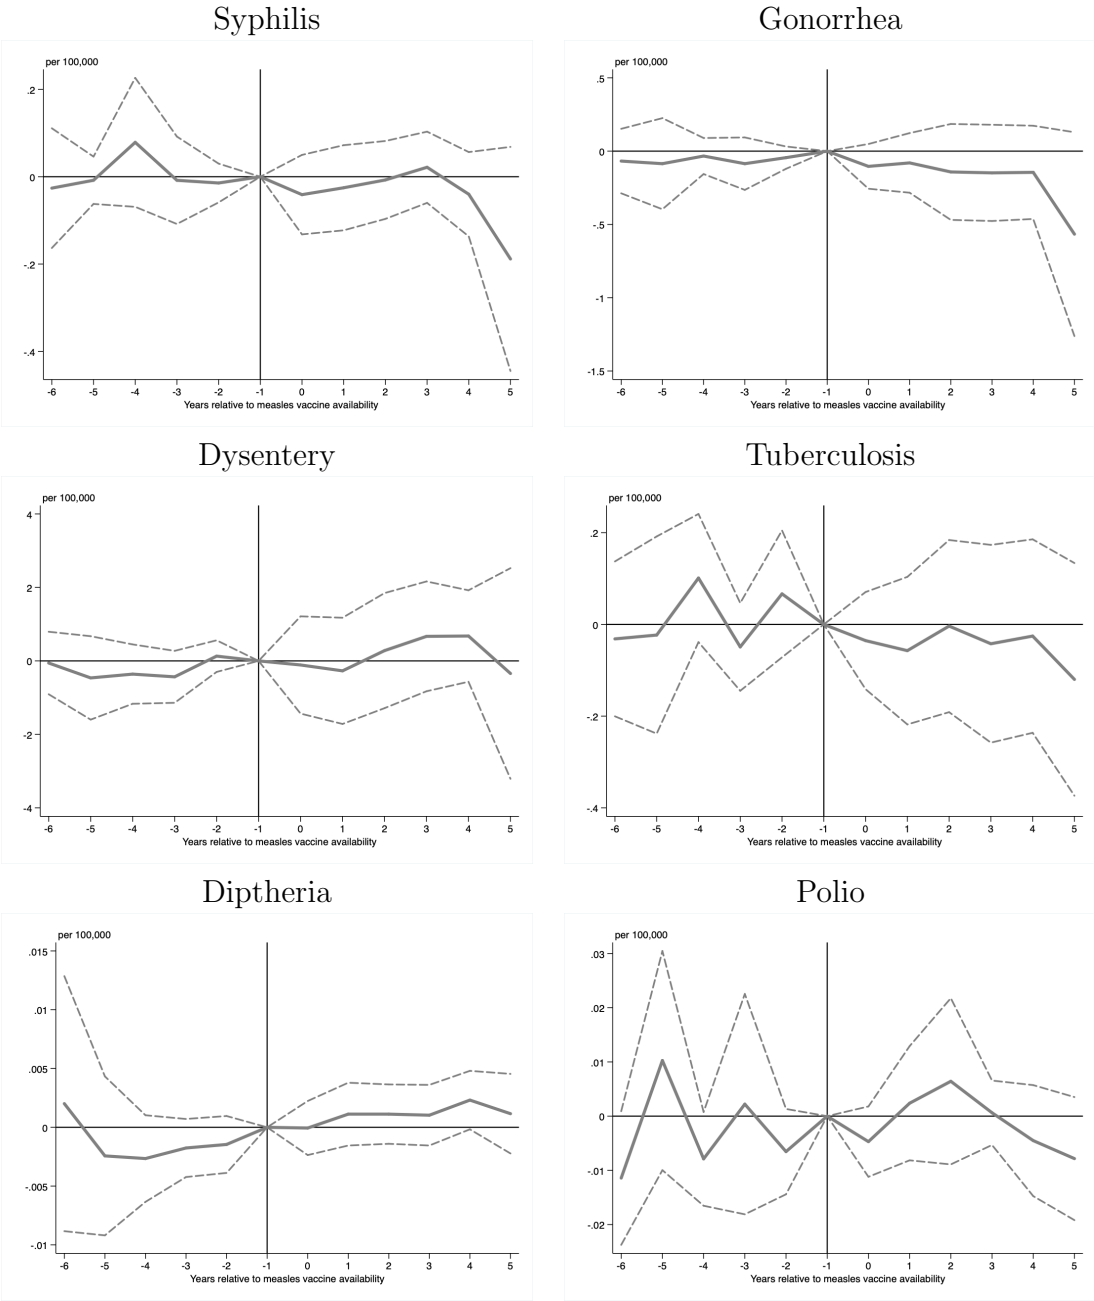 Syphilis
per 100,000
.2
0
-.2
-.4
-6 -5 -4 -3 -2 -1 0 1 2 3 4 5
Years relative to measles vaccine availability
Gonorrhea
per 100,000
.5
0
-.5
-1
-1.5
-6 -5 -4 -3 -2 -1 0 1 2 3 4 5
Years relative to measles vaccine availability
Dysentery
per 100,000
4
2
0
-2
-4
-6 -5 -4 -3 -2 -1 0 1 2 3 4 5
Years relative to measles vaccine availability
Tuberculosis
per 100,000
.2
0
-.2
-.4
-6 -5 -4 -3 -2 -1 0 1 2 3 4 5
Years relative to measles vaccine availability
Diptheria
per 100,000
.015
.01
.005
0
-.005
-.01
-6 -5 -4 -3 -2 -1 0 1 2 3 4 5
Years relative to measles vaccine availability
Polio
per 100,000
.03
.02
.01
0
-.01
-.02
-6 -5 -4 -3 -2 -1 0 1 2 3 4 5
Years relative to measles vaccine availability